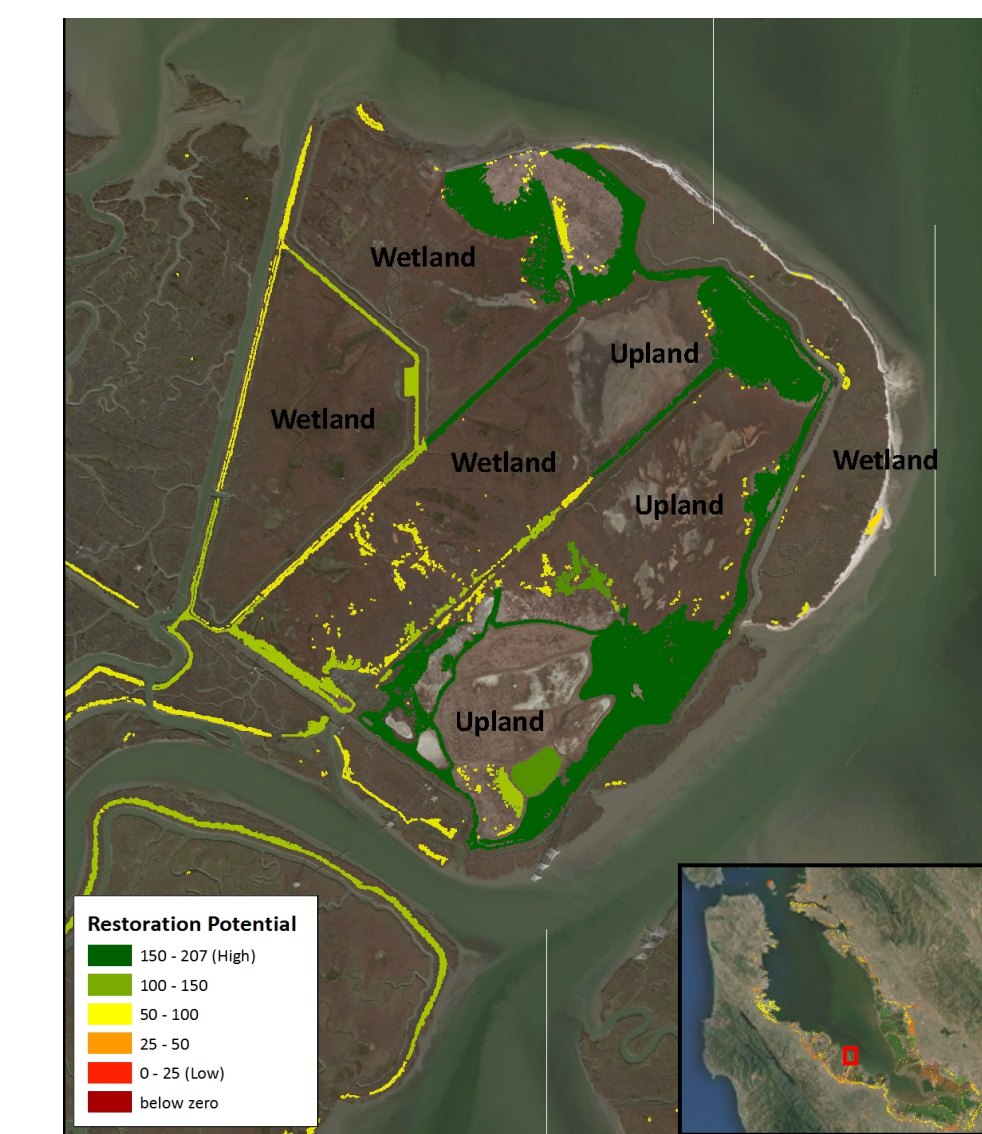 Wetland
Upland
Wetland
Wetland
Wetland
Upland
Upland
Restoration Potential
150 - 207 (High)
100 - 150
50 - 100
25 - 50
0 - 25 (Low)
below zero